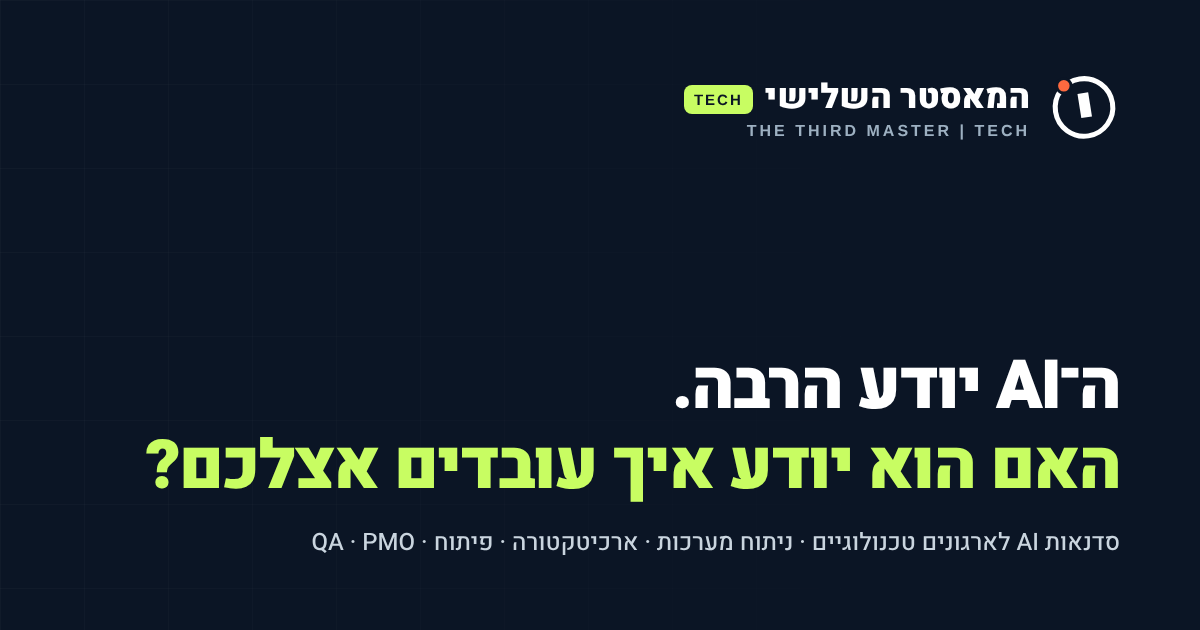 המאסטר השלישי TECH
THE THIRD MASTER | TECH
ה־AI יודע הרבה.
האם הוא יודע איך עובדים אצלכם?
סדנאות AI לארגונים טכנולוגיים · ניתוח מערכות · ארכיטקטורה · פיתוח · QA · PMO